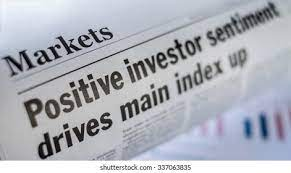 Markets
Positive investor sentiment
drives main index up
shutterstock.com · 337063835